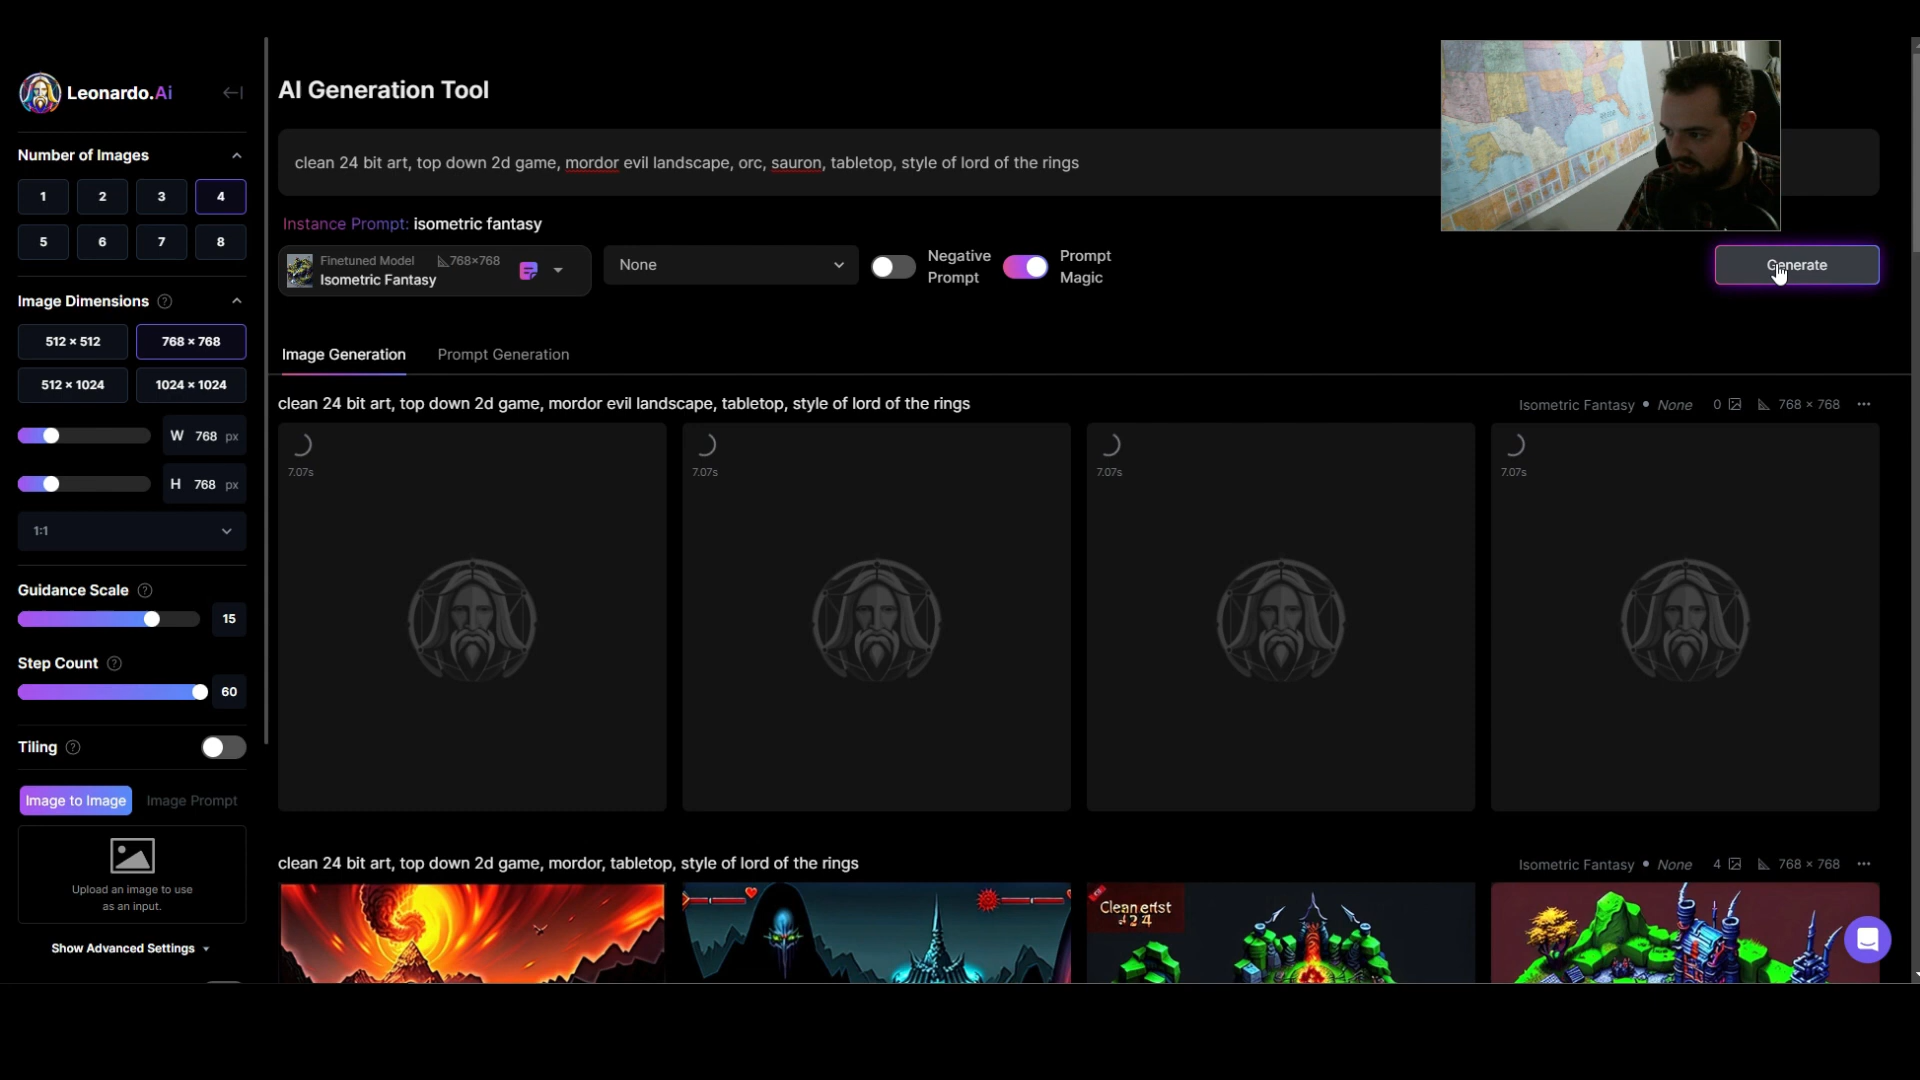 Leonardo.Ai
AI Generation Tool
clean 24 bit art, top down 2d game, mordor evil landscape, orc, sauron, tabletop, style of lord of the rings
Number of Images
1 2 3 4
5 6 7 8
Instance Prompt: isometric fantasy
Finetuned Model 768×768
Isometric Fantasy
None
Negative
Prompt
Prompt
Magic
Generate
Image Dimensions
512 × 512 768 × 768
512 × 1024 1024 × 1024
W 768 px
H 768 px
1:1
Guidance Scale
15
Step Count
60
Tiling
Image to Image Image Prompt
Upload an image to use
as an input.
Show Advanced Settings
Image Generation Prompt Generation
clean 24 bit art, top down 2d game, mordor evil landscape, tabletop, style of lord of the rings
Isometric Fantasy • None 0 768 × 768
7.07s 7.07s 7.07s 7.07s
clean 24 bit art, top down 2d game, mordor, tabletop, style of lord of the rings
Isometric Fantasy • None 4 768 × 768